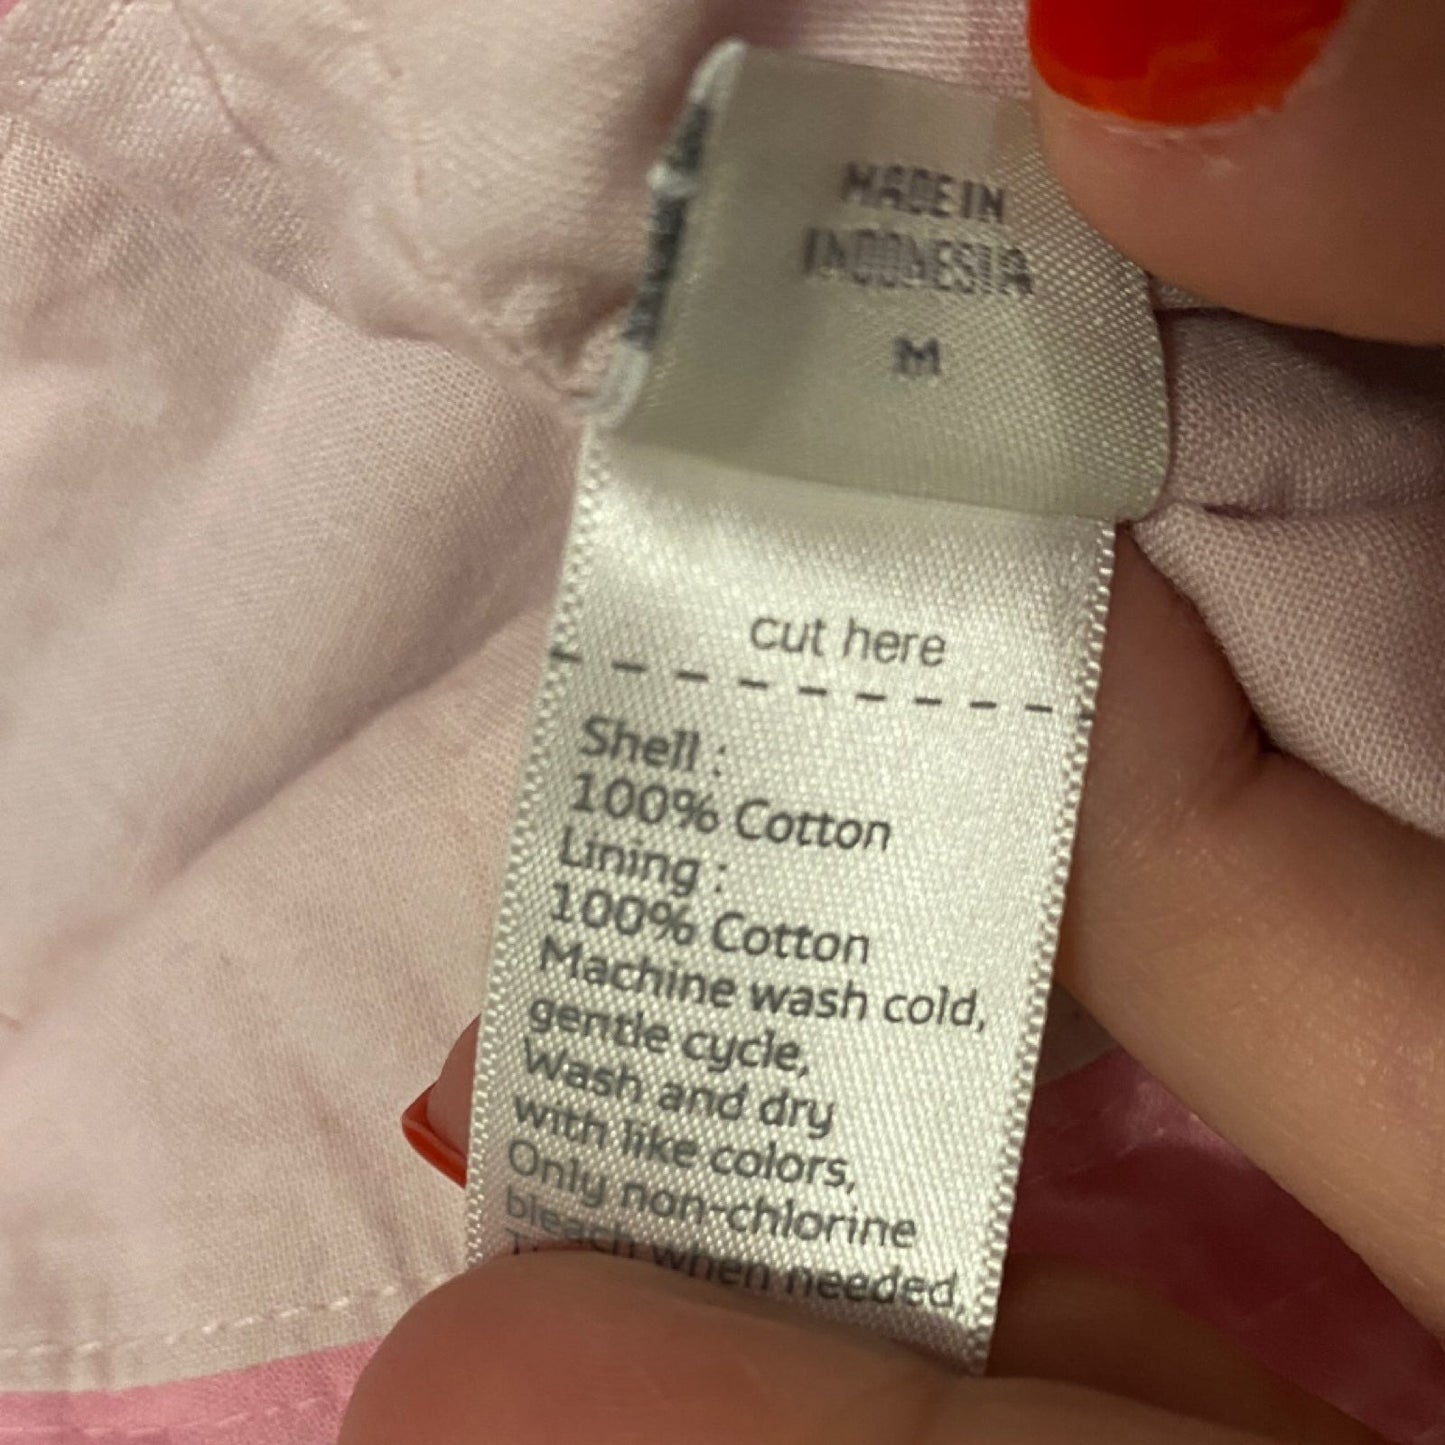 MADE IN
INDONESIA
M
cut here
Shell :
100% Cotton
Lining :
100% Cotton
Machine wash cold,
gentle cycle,
Wash and dry
with like colors,
Only non-chlorine
bleach when needed,